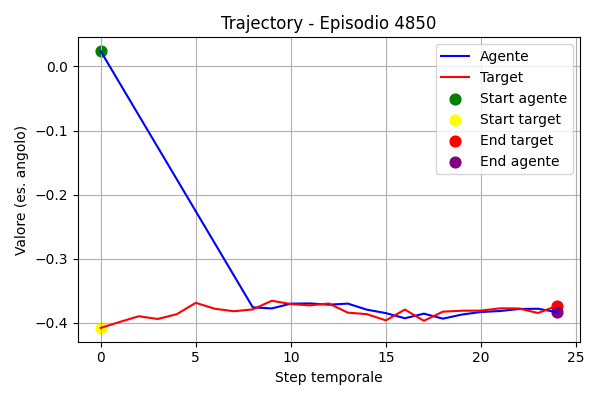 Trajectory - Episodio 4850
Valore (es. angolo)
0.0
−0.1
−0.2
−0.3
−0.4
0
5
10
15
20
25
Step temporale
Agente
Target
Start agente
Start target
End target
End agente